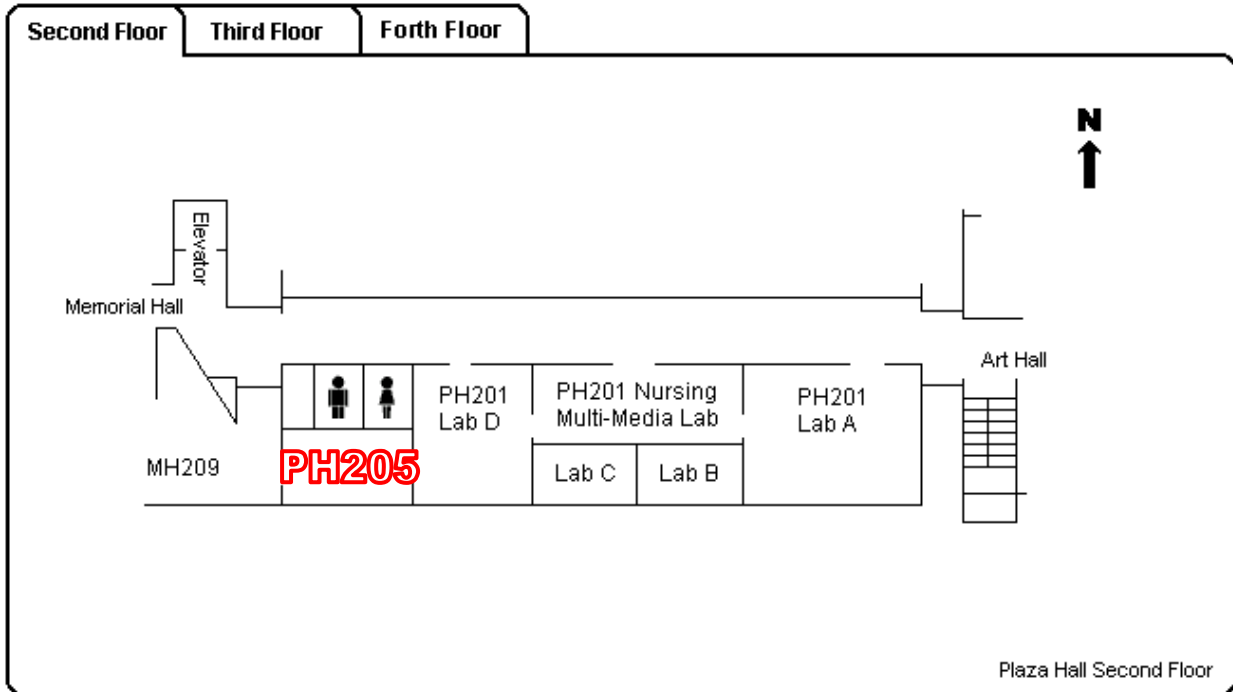 Second Floor
Third Floor
Forth Floor
N
Elevator
Memorial Hall
Art Hall
PH201
Lab D
PH201 Nursing
Multi-Media Lab
PH201
Lab A
MH209
PH205
Lab C
Lab B
Plaza Hall Second Floor